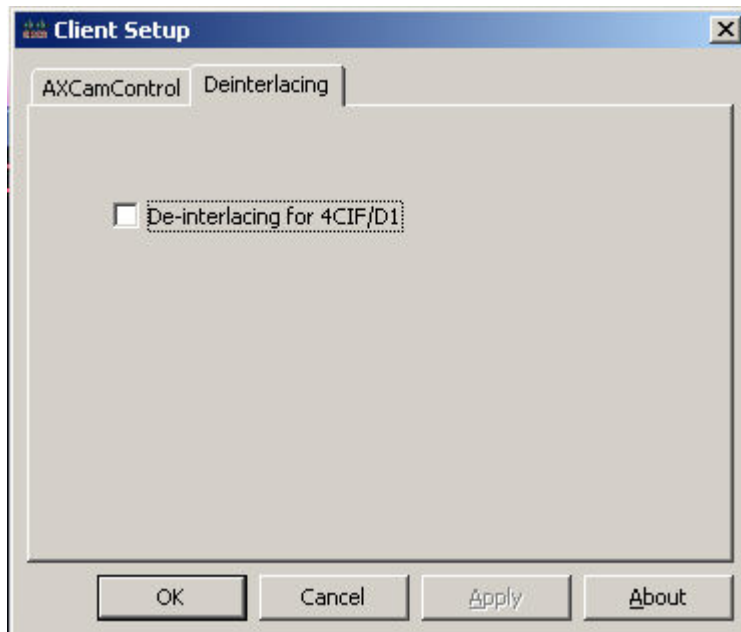 Client Setup
AXCamControl Deinterlacing
De-interlacing for 4CIF/D1
OK Cancel Apply About